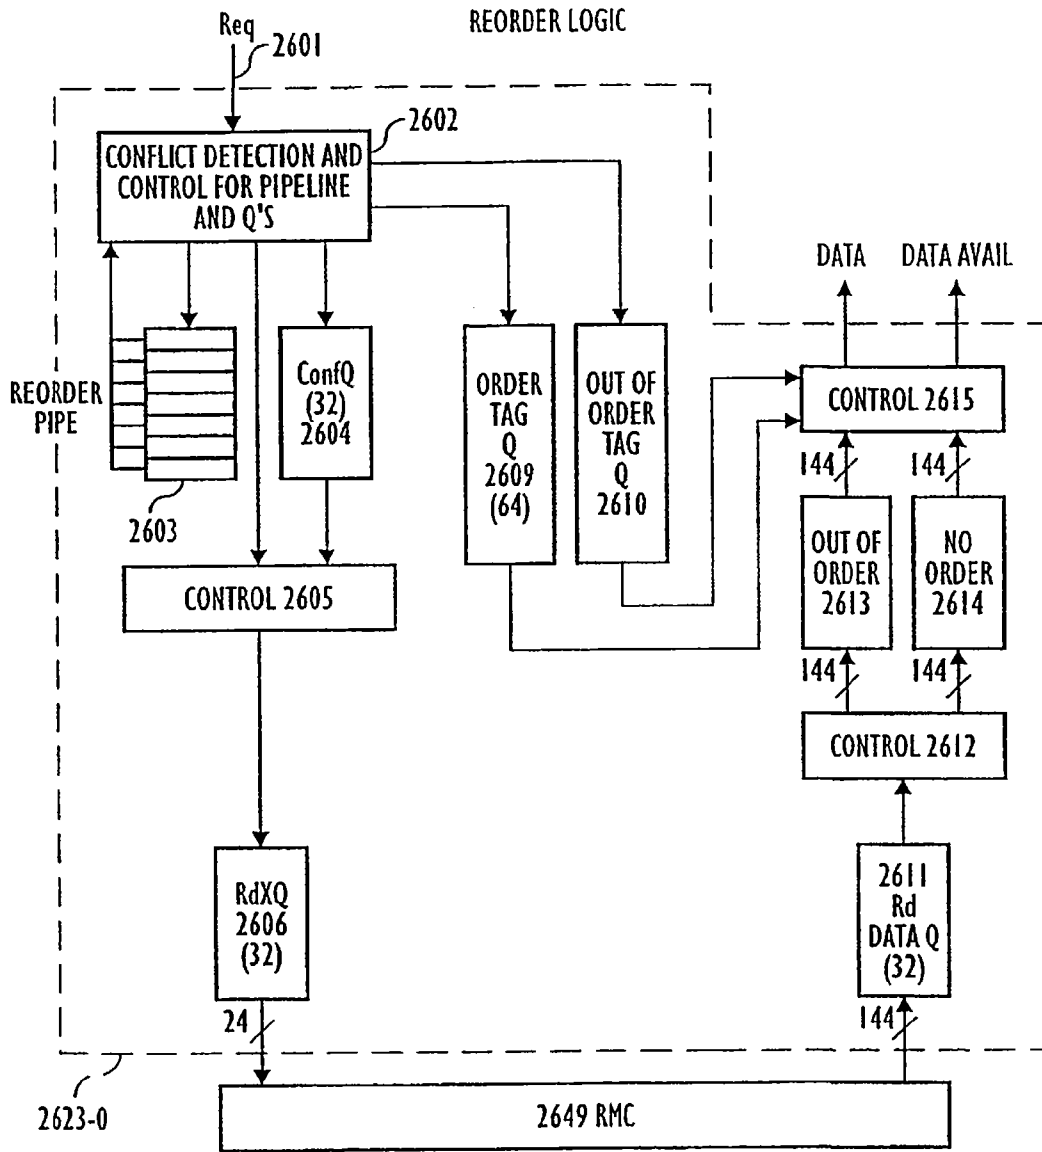 REORDER LOGIC
Req
2601
2602
CONFLICT DETECTION AND
CONTROL FOR PIPELINE
AND Q'S
DATA
DATA AVAIL
REORDER
PIPE
2603
ConfQ
(32)
2604
ORDER
TAG
Q
2609
(64)
OUT OF
ORDER
TAG
Q
2610
CONTROL 2615
144
144
OUT OF
ORDER
2613
NO
ORDER
2614
144
144
CONTROL 2605
CONTROL 2612
RdXQ
2606
(32)
2611
Rd
DATA Q
(32)
24
144
2623-0
2649 RMC